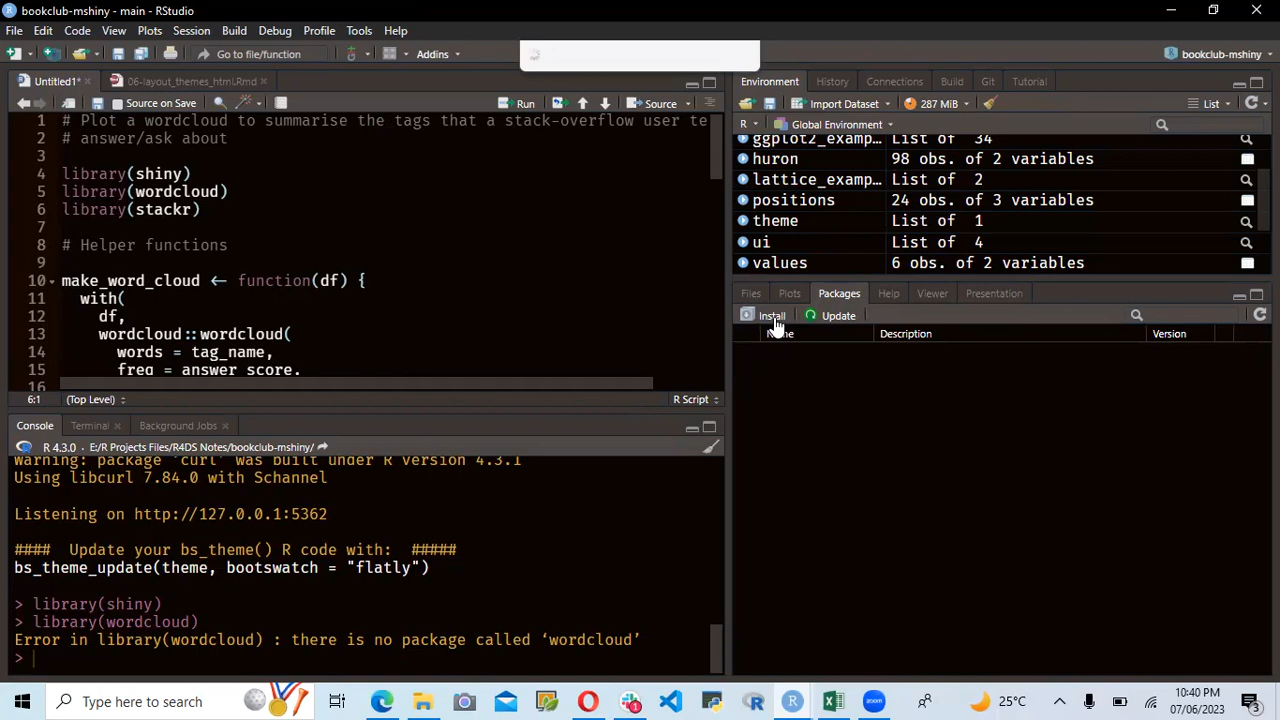 bookclub-mshiny - main - RStudio
File Edit Code View Plots Session Build Debug Profile Tools Help
Go to file/function Addins bookclub-mshiny
Untitled1* 06-layout_themes_html.Rmd
Source on Save Run Source
1 # Plot a wordcloud to summarise the tags that a stack-overflow user te
2 # answer/ask about
3
4 library(shiny)
5 library(wordcloud)
6 library(stackr)
7
8 # Helper functions
9
10 make_word_cloud ← function(df) {
11 with(
12 df,
13 wordcloud::wordcloud(
14 words = tag_name,
15 freq = answer_score,
16
6:1 (Top Level) R Script
Console Terminal Background Jobs
R 4.3.0 · E:/R Projects Files/R4DS Notes/bookclub-mshiny/
Warning: package 'curl' was built under R version 4.3.1
Using libcurl 7.84.0 with Schannel
Listening on http://127.0.0.1:5362
#### Update your bs_theme() R code with: #####
bs_theme_update(theme, bootswatch = "flatly")
> library(shiny)
> library(wordcloud)
Error in library(wordcloud) : there is no package called ‘wordcloud’
>
Environment History Connections Build Git Tutorial
Import Dataset 287 MiB List
R Global Environment
ggplot2_examp… List of 34
huron 98 obs. of 2 variables
lattice_examp… List of 2
positions 24 obs. of 3 variables
theme List of 1
ui List of 4
values 6 obs. of 2 variables
Files Plots Packages Help Viewer Presentation
Install Update
Name Description Version
Type here to search
1
25°C
10:40 PM
07/06/2023
3